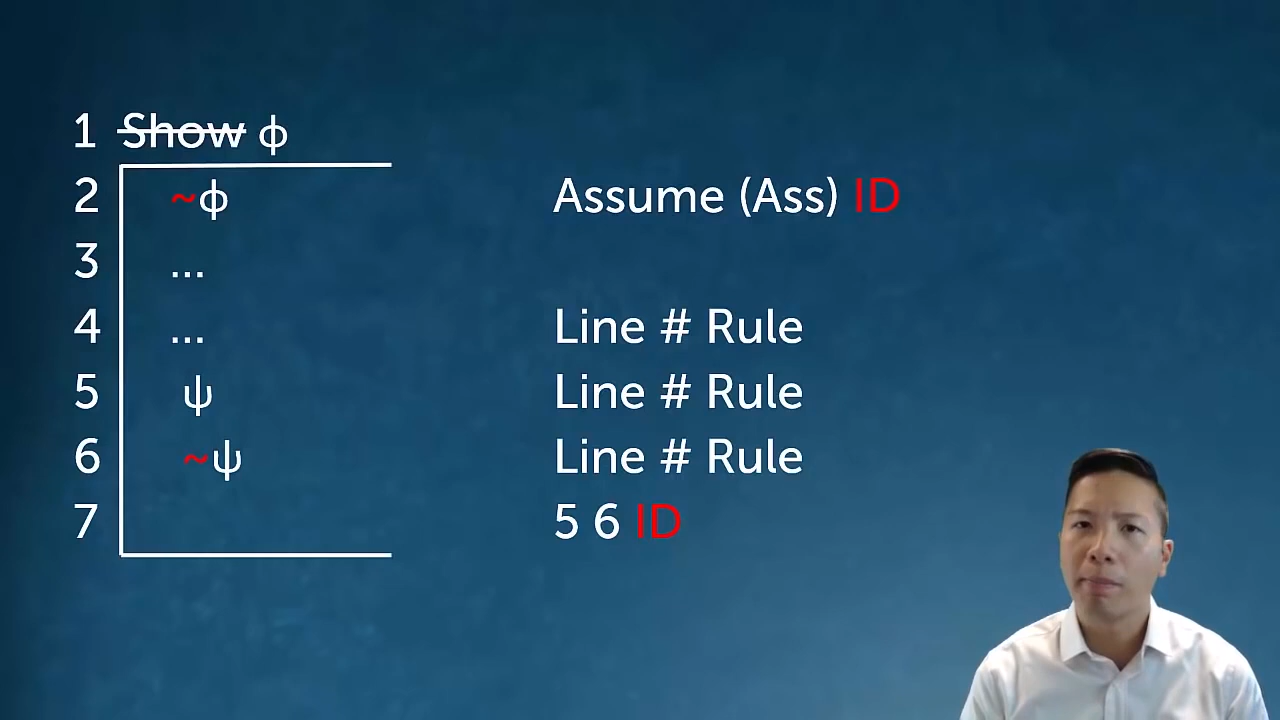 1 Show φ
2 ~φ Assume (Ass) ID
3 ...
4 ... Line # Rule
5 ψ Line # Rule
6 ~ψ Line # Rule
7 5 6 ID